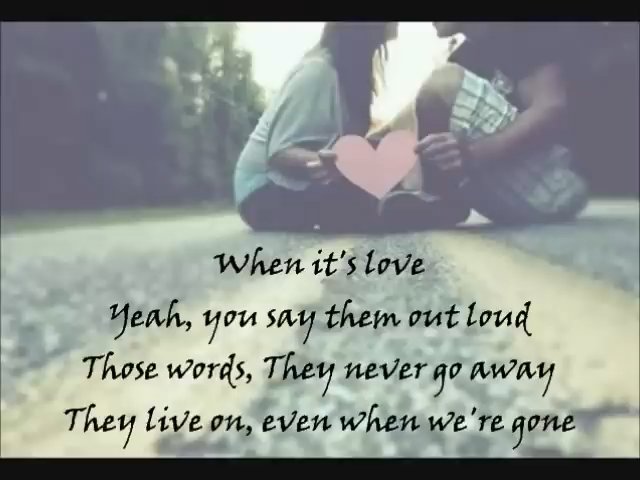 When it's love
Yeah, you say them out loud
Those words, They never go away
They live on, even when we're gone